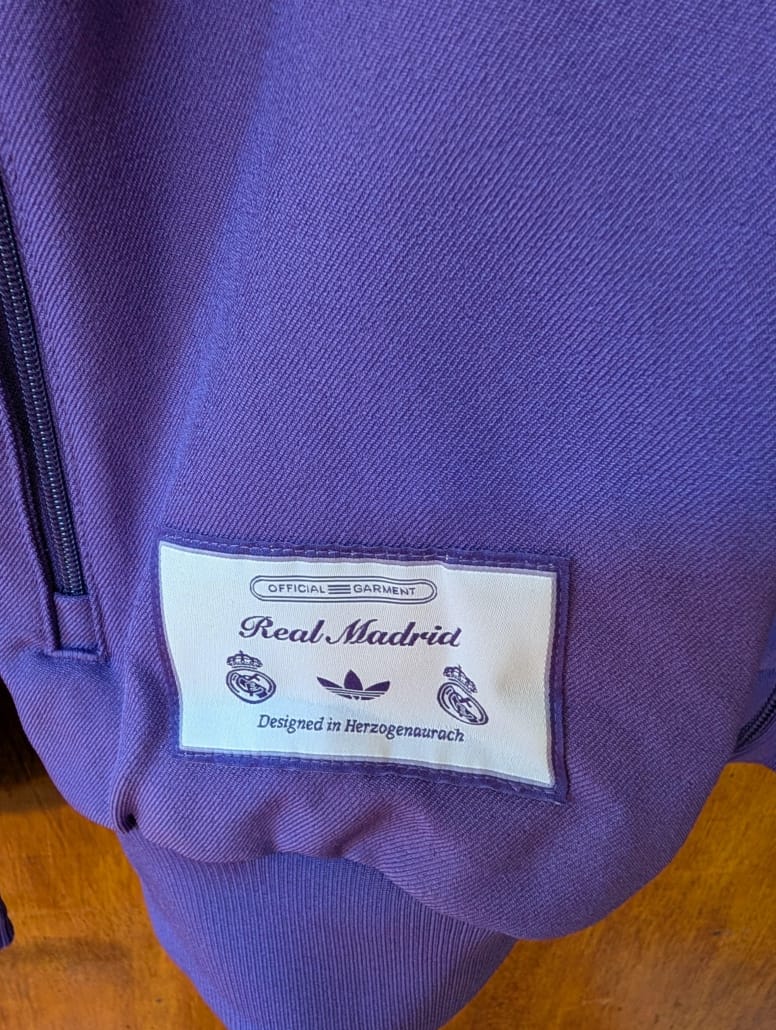 OFFICIAL GARMENT
Real Madrid
Designed in Herzogenaurach